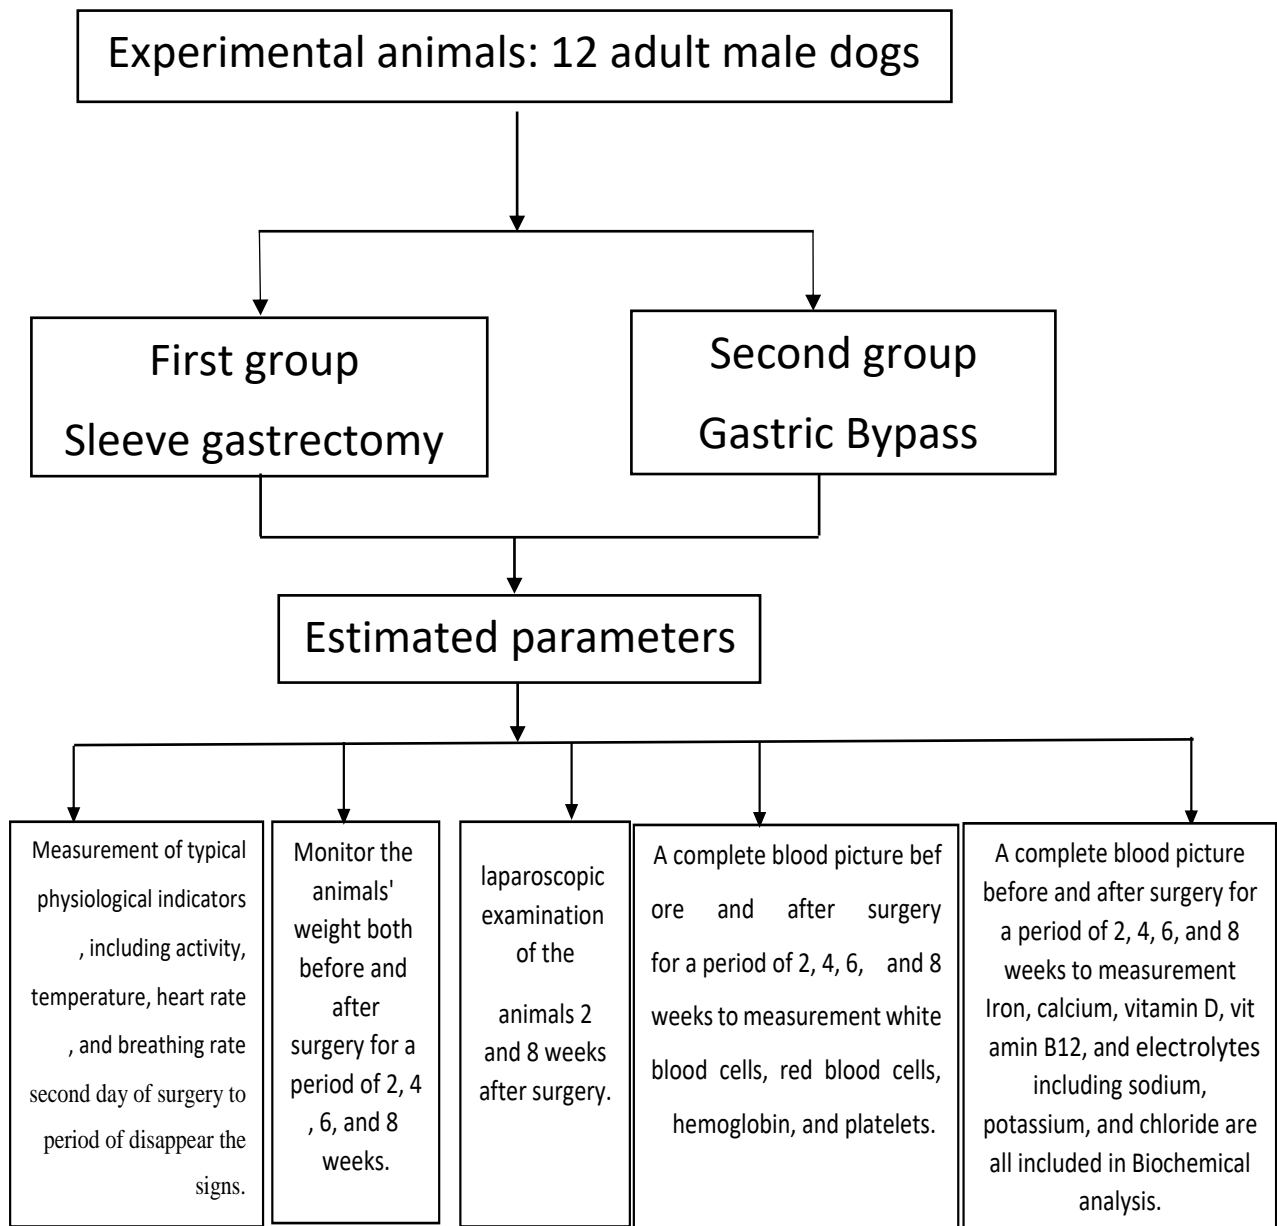 Experimental animals: 12 adult male dogs
First group
Sleeve gastrectomy
Second group
Gastric Bypass
Estimated parameters
Measurement of typical
physiological indicators
, including activity,
temperature, heart rate
, and breathing rate
second day of surgery to
period of disappear the
signs.
Monitor the
animals' 
weight both
before and
after
surgery for a
period of 2, 4
, 6, and 8
weeks.
laparoscopic
examination
of the
animals 2
and 8 weeks
after surgery.
A complete blood picture bef
ore and after surgery
for a period of 2, 4, 6, and 8
weeks to measurement white
blood cells, red blood cells,
hemoglobin, and platelets.
A complete blood picture
before and after surgery for
a period of 2, 4, 6, and 8
weeks to measurement
Iron, calcium, vitamin D, vit
amin B12, and electrolytes
including sodium,
potassium, and chloride are
all included in Biochemical
analysis.